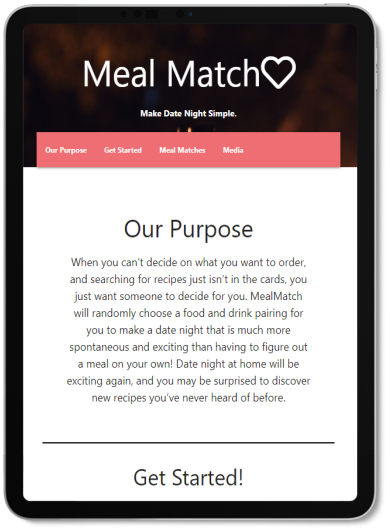 Meal Match♡
Make Date Night Simple.
Our Purpose Get Started Meal Matches Media
Our Purpose
When you can't decide on what you want to order,
and searching for recipes just isn't in the cards, you
just want someone to decide for you. MealMatch
will randomly choose a food and drink pairing for
you to make a date night that is much more
spontaneous and exciting than having to figure out
a meal on your own! Date night at home will be
exciting again, and you may be surprised to discover
new recipes you've never heard of before.
Get Started!